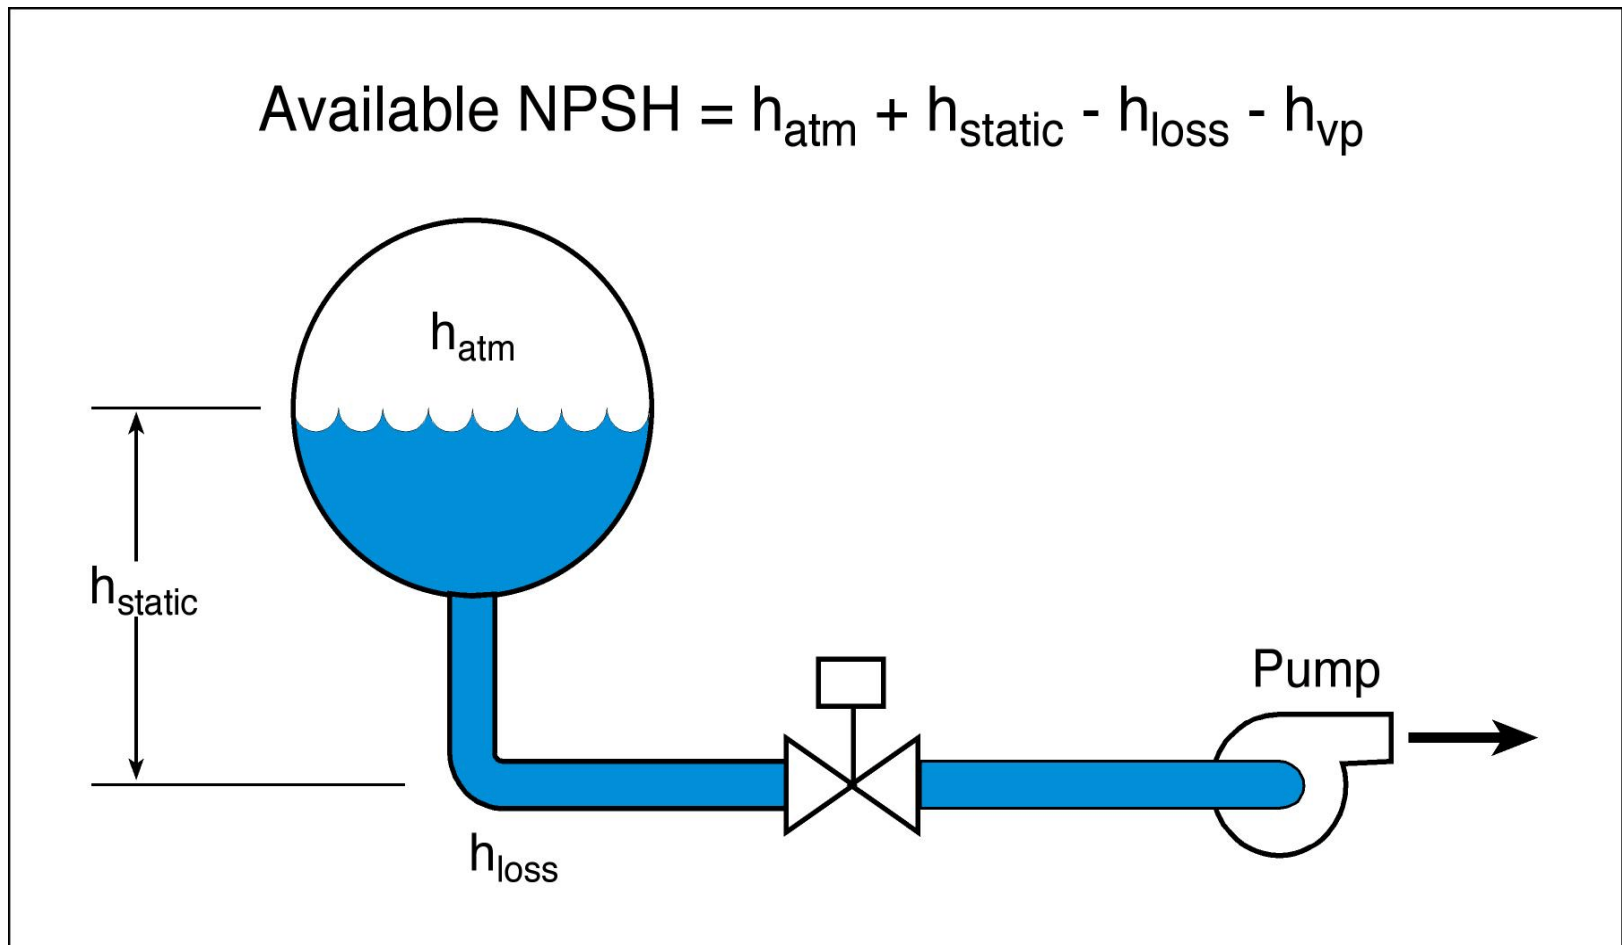 Available NPSH = hatm + hstatic - hloss - hvp
hatm
hstatic
Pump
hloss